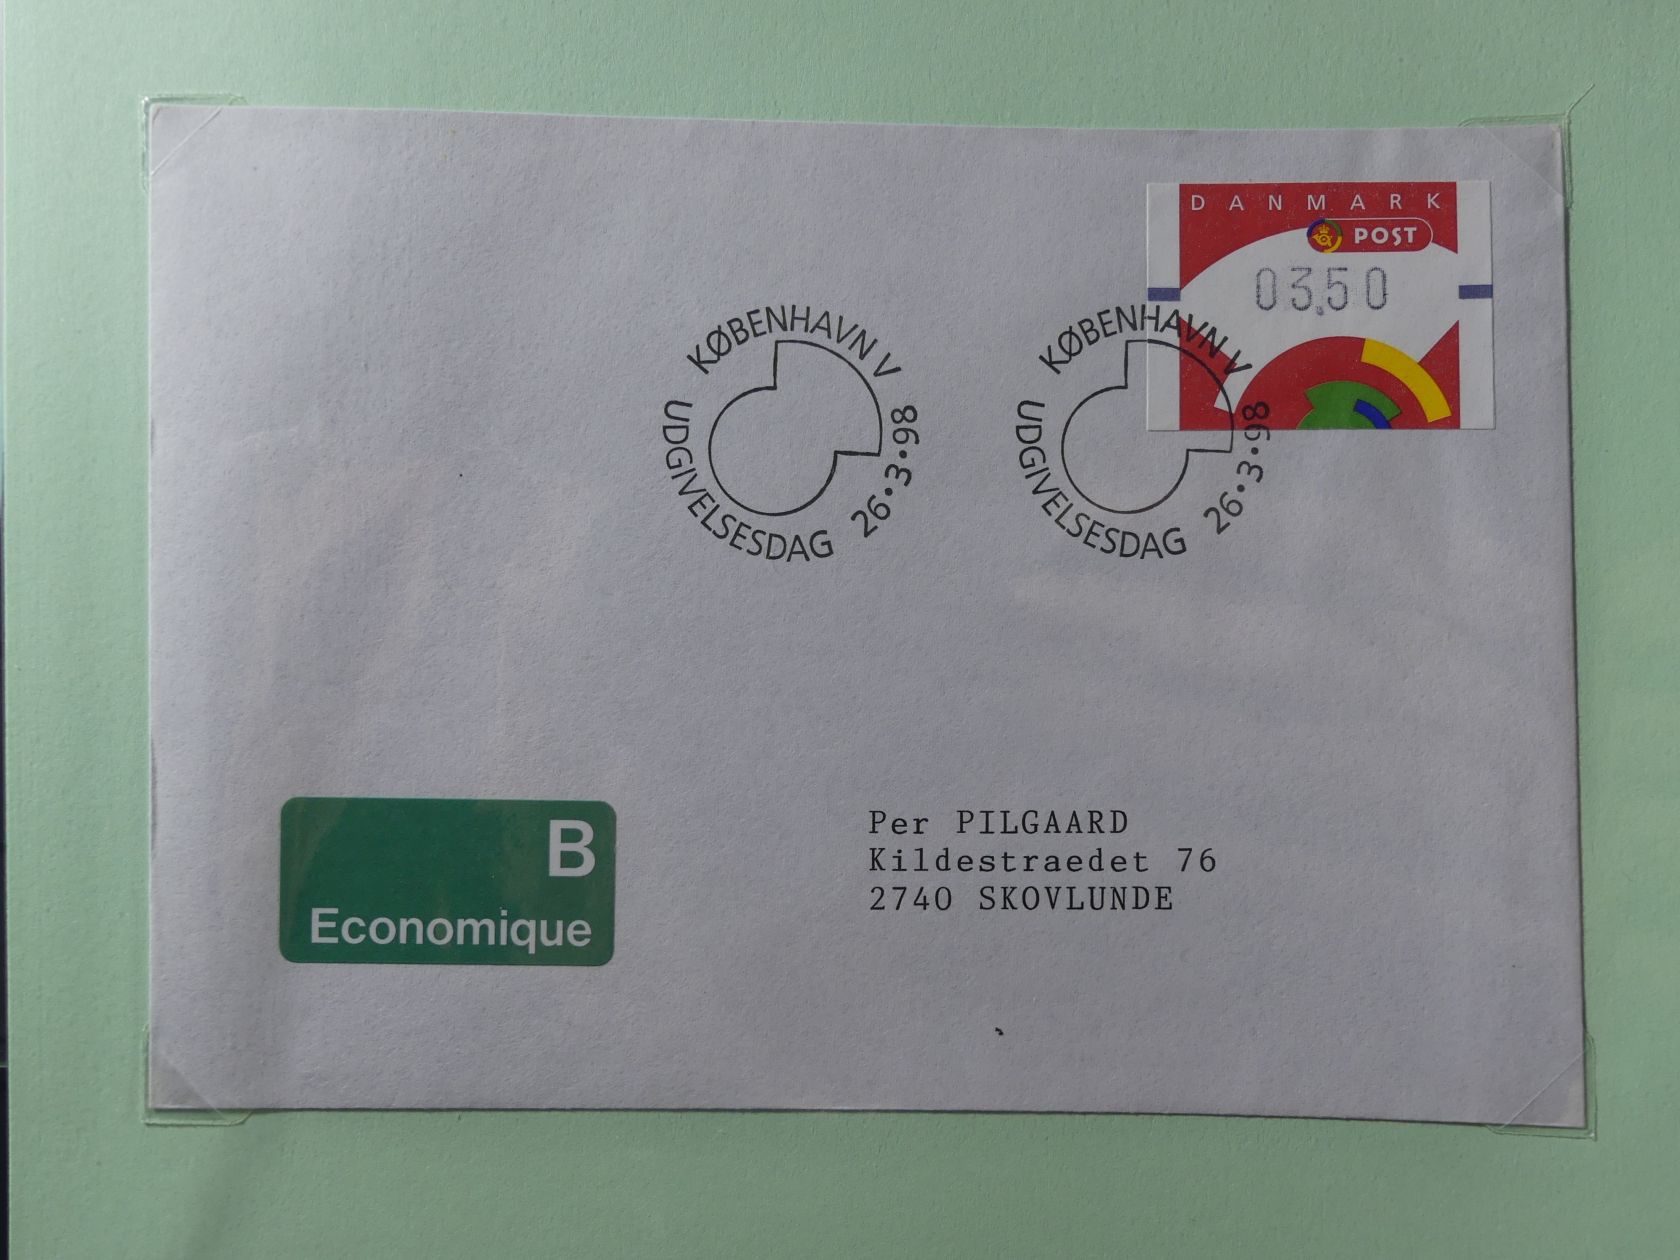 DANMARK
POST
03.50
KØBENHAVN V
26.3.98
UDGIVELSESDAG
KØBENHAVN V
26.3.98
UDGIVELSESDAG
B
Economique
Per PILGAARD
Kildestraedet 76
2740 SKOVLUNDE